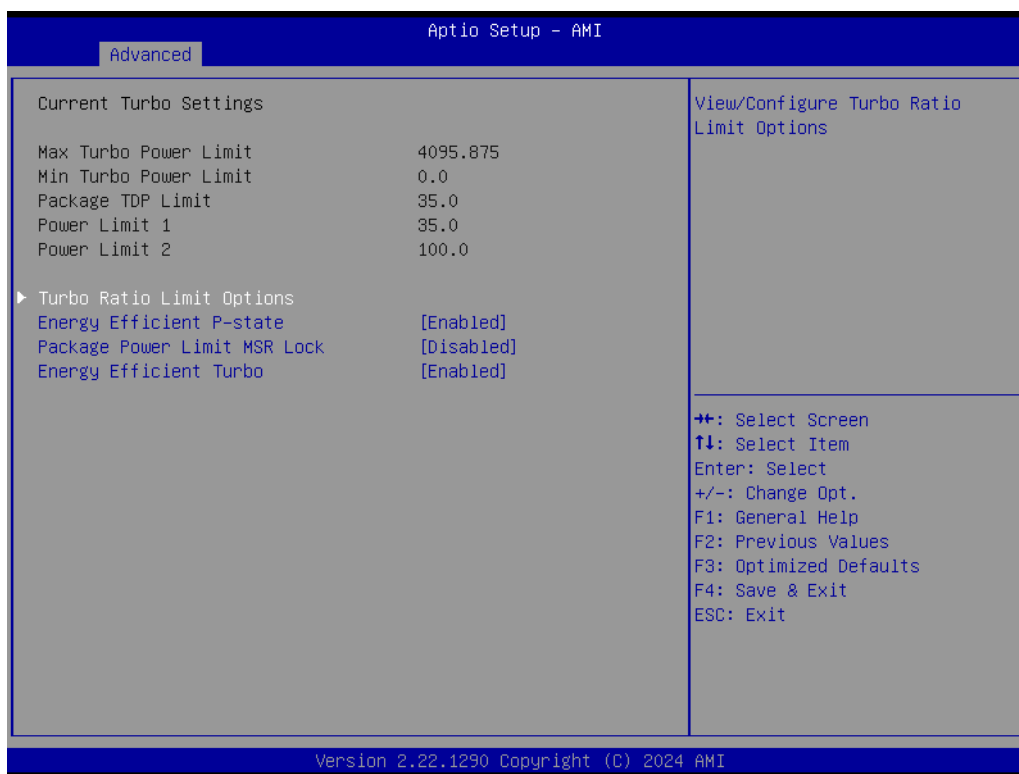 Aptio Setup - AMI
Advanced
Current Turbo Settings
Max Turbo Power Limit 4095.875
Min Turbo Power Limit 0.0
Package TDP Limit 35.0
Power Limit 1 35.0
Power Limit 2 100.0
▶ Turbo Ratio Limit Options
Energy Efficient P-state [Enabled]
Package Power Limit MSR Lock [Disabled]
Energy Efficient Turbo [Enabled]
View/Configure Turbo Ratio
Limit Options
→←: Select Screen
↑↓: Select Item
Enter: Select
+/-: Change Opt.
F1: General Help
F2: Previous Values
F3: Optimized Defaults
F4: Save & Exit
ESC: Exit
Version 2.22.1290 Copyright (C) 2024 AMI